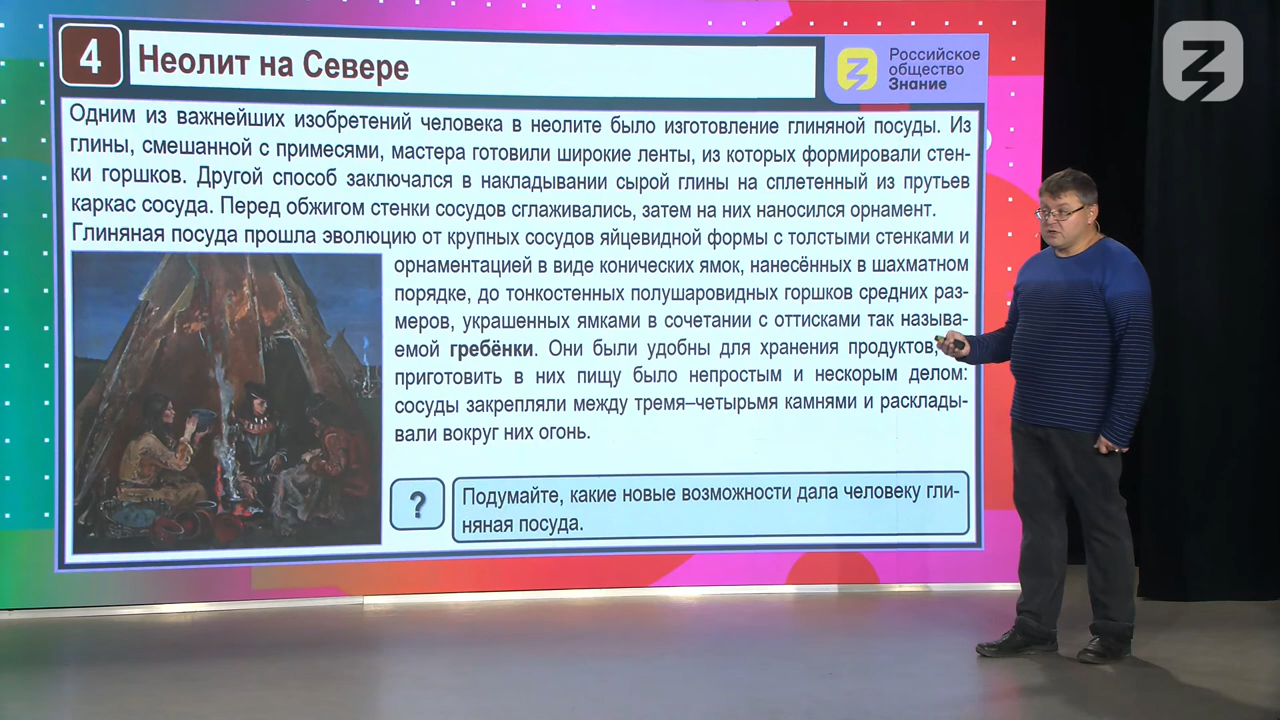 4
Неолит на Севере
Российское
общество
Знание
Одним из важнейших изобретений человека в неолите было изготовление глиняной посуды. Из
глины, смешанной с примесями, мастера готовили широкие ленты, из которых формировали стен-
ки горшков. Другой способ заключался в накладывании сырой глины на сплетенный из прутьев
каркас сосуда. Перед обжигом стенки сосудов сглаживались, затем на них наносился орнамент.
Глиняная посуда прошла эволюцию от крупных сосудов яйцевидной формы с толстыми стенками и
орнаментацией в виде конических ямок, нанесённых в шахматном
порядке, до тонкостенных полушаровидных горшков средних раз-
меров, украшенных ямками в сочетании с оттисками так называ-
емой гребёнки. Они были удобны для хранения продуктов,
приготовить в них пищу было непростым и нескорым делом:
сосуды закрепляли между тремя–четырьмя камнями и расклады-
вали вокруг них огонь.
?
Подумайте, какие новые возможности дала человеку гли-
няная посуда.